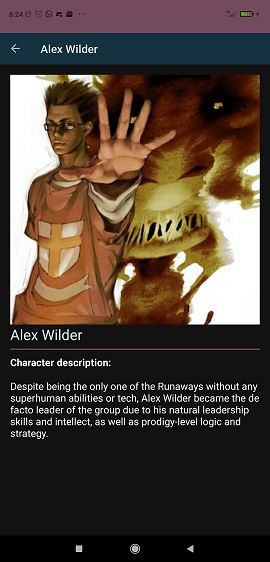 6:24
Alex Wilder
Alex Wilder
Character description:
Despite being the only one of the Runaways without any
superhuman abilities or tech, Alex Wilder became the de
facto leader of the group due to his natural leadership
skills and intellect, as well as prodigy-level logic and
strategy.